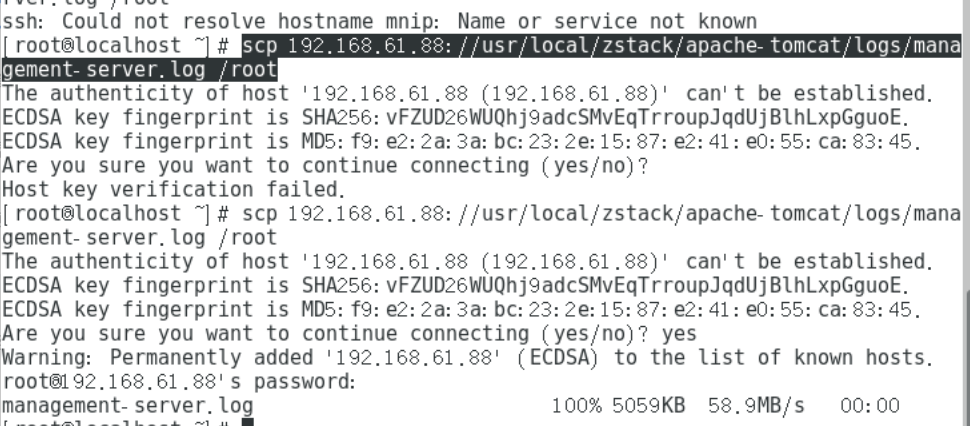 rver.log /root
ssh: Could not resolve hostname mnip: Name or service not known
[root@localhost ~]# scp 192.168.61.88://usr/local/zstack/apache-tomcat/logs/mana
gement-server.log /root
The authenticity of host '192.168.61.88 (192.168.61.88)' can't be established.
ECDSA key fingerprint is SHA256:vFZUD26WUQhj9adcSMvEqTrroupJqdUjBlhLxpGguoE.
ECDSA key fingerprint is MD5:f9:e2:2a:3a:bc:23:2e:15:87:e2:41:e0:55:ca:83:45.
Are you sure you want to continue connecting (yes/no)?
Host key verification failed.
[root@localhost ~]# scp 192.168.61.88://usr/local/zstack/apache-tomcat/logs/mana
gement-server.log /root
The authenticity of host '192.168.61.88 (192.168.61.88)' can't be established.
ECDSA key fingerprint is SHA256:vFZUD26WUQhj9adcSMvEqTrroupJqdUjBlhLxpGguoE.
ECDSA key fingerprint is MD5:f9:e2:2a:3a:bc:23:2e:15:87:e2:41:e0:55:ca:83:45.
Are you sure you want to continue connecting (yes/no)? yes
Warning: Permanently added '192.168.61.88' (ECDSA) to the list of known hosts.
root@192.168.61.88's password:
management-server.log 100% 5059KB 58.9MB/s 00:00
[root@localhost ~]#